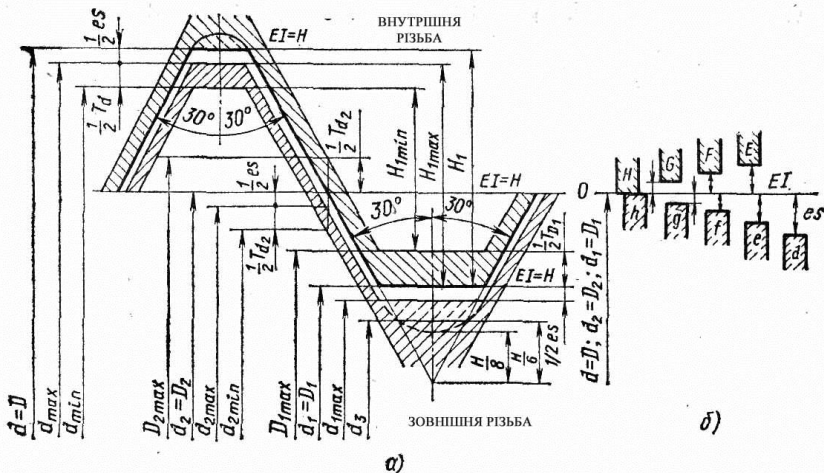 ВНУТРІШНЯ
РІЗЬБА
EI=H
1/2 es
1/2 Td
30° 30°
1/2 Td2
H1min
H1max
H1
1/2 es
1/2 Td2
EI=H
30° 30°
1/2 TD1
EI=H
H/8
H/6
1/2 es
d=D
dmax
dmin
D2max
d2=D2
d2max
d2min
D1max
d1=D1
d1max
d3
ЗОВНІШНЯ РІЗЬБА
а)
H G F E
0
EI
h g f e d
es
d=D; d2=D2; d1=D1
б)